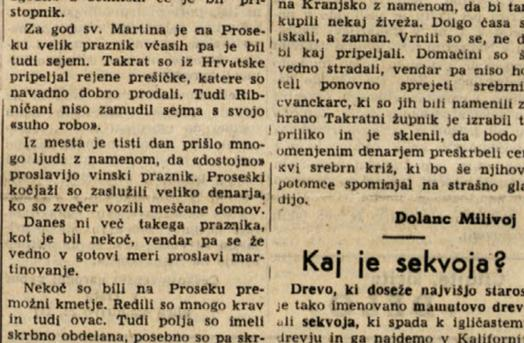 stopnik.
Za god sv. Martina je na Prose-
ku velik praznik včasih pa je bil
tudi sejem. Takrat so iz Hrvatske
pripeljal rejene prešičke, katere so
navadno dobro prodali. Tudi Rib-
ničani niso zamudil sejma s svojo
»suho robo«.
Iz mesta je tisti dan prišlo mno-
go ljudi z namenom, da »dostojno»
proslavijo vinski praznik. Proseški
kočjaži so zaslužili veliko denarja,
ko so zvečer vozili meščane domov.
Danes ni več takega praznika,
kot je bil nekoč, vendar pa se že
vedno v gotovi meri proslavi mar-
tinovanje.
Nekoč so bili na Proseku pre-
možni kmetje. Redili so mnogo krav
in tudi ovac. Tudi polja so imeli
skrbno obdelana, posebno so pa skr-
na Kranjsko z namenom, da bi tam
kupili nekaj živeža. Dolgo časa s
iskali, a zaman. Vrnili so se, ne d
bi kaj pripeljali. Domačini so š
vedno stradali, vendar pa niso h
teli ponovno sprejeti srebrni
cvanckarc, ki so jih bili namenili z
hrano Takratni župnik je izrabil t
priliko in je sklenil, da bodo
omenjenim denarjem preskrbeli cer
kvi srebrn križ, ki bo še njihov
potomce spominjal na strašno gla
dijo.
Dolanc Milivoj
Kaj je sekvoja?
Drevo, ki doseže najvišjo staros
je tako imenovano mamutovo drev
ali sekvoja, ki spada k igličastem
drevju in ga najdemo v Kaliforni